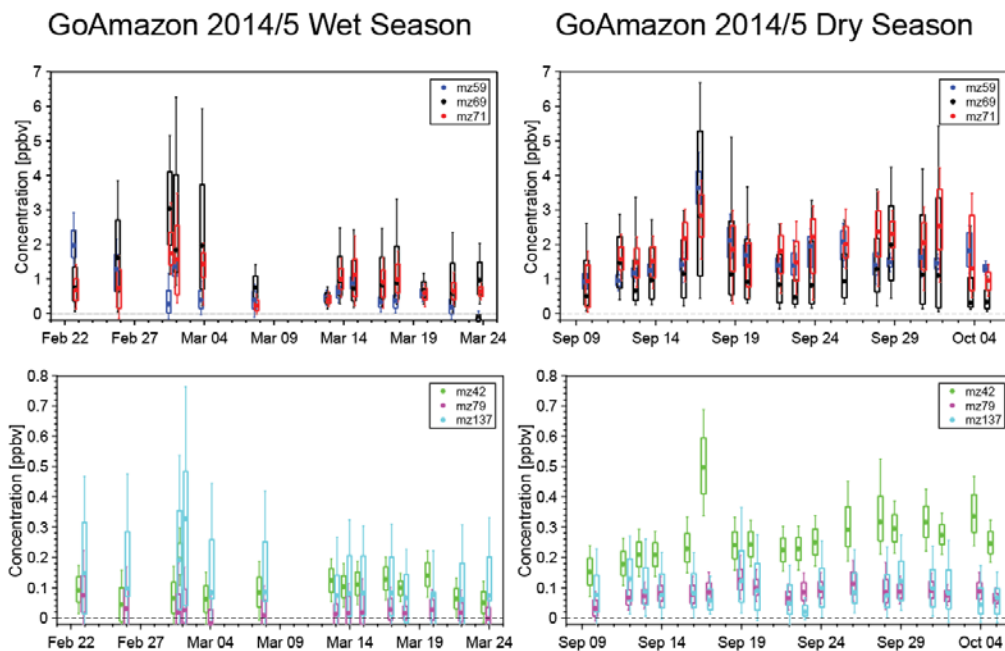 GoAmazon 2014/5 Wet Season
GoAmazon 2014/5 Dry Season
Concentration [ppbv]
7
6
5
4
3
2
1
0
mz59
mz69
mz71
Feb 22
Feb 27
Mar 04
Mar 09
Mar 14
Mar 19
Mar 24
Concentration [ppbv]
7
6
5
4
3
2
1
0
mz59
mz69
mz71
Sep 09
Sep 14
Sep 19
Sep 24
Sep 29
Oct 04
Concentration [ppbv]
0.8
0.7
0.6
0.5
0.4
0.3
0.2
0.1
0
mz42
mz79
mz137
Feb 22
Feb 27
Mar 04
Mar 09
Mar 14
Mar 19
Mar 24
Concentration [ppbv]
0.8
0.7
0.6
0.5
0.4
0.3
0.2
0.1
0
mz42
mz79
mz137
Sep 09
Sep 14
Sep 19
Sep 24
Sep 29
Oct 04